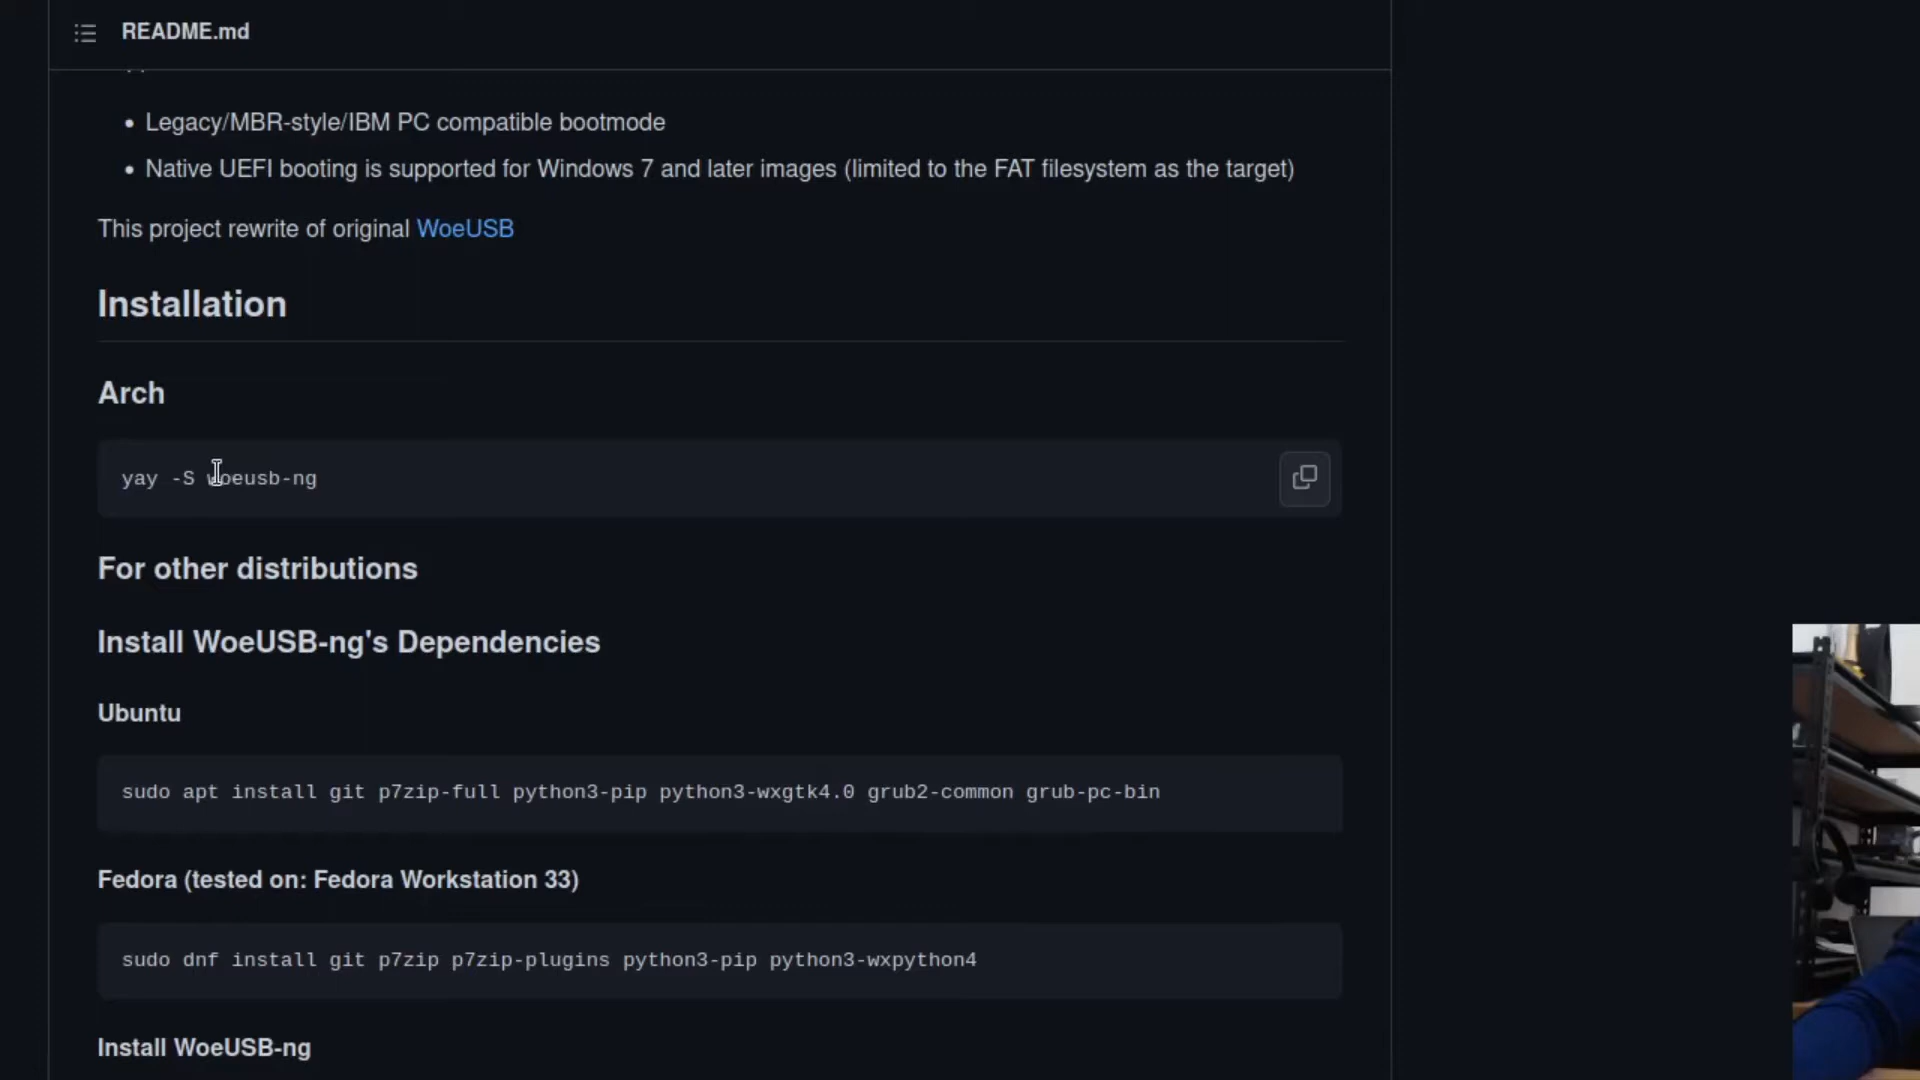 README.md
Legacy/MBR-style/IBM PC compatible bootmode
Native UEFI booting is supported for Windows 7 and later images (limited to the FAT filesystem as the target)
This project rewrite of original WoeUSB
Installation
Arch
yay -S woeusb-ng
For other distributions
Install WoeUSB-ng's Dependencies
Ubuntu
sudo apt install git p7zip-full python3-pip python3-wxgtk4.0 grub2-common grub-pc-bin
Fedora (tested on: Fedora Workstation 33)
sudo dnf install git p7zip p7zip-plugins python3-pip python3-wxpython4
Install WoeUSB-ng